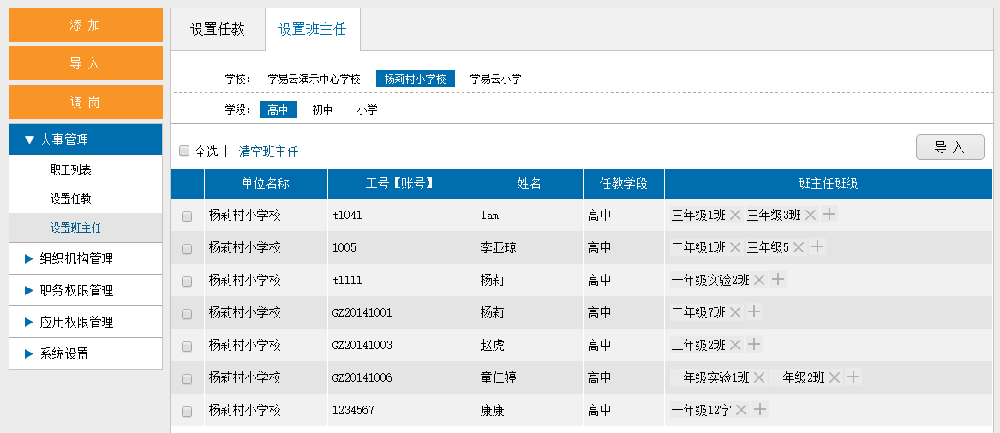 添 加
导 入
调 岗
人事管理
职工列表
设置任教
设置班主任
组织机构管理
职务权限管理
应用权限管理
系统设置
设置任教 设置班主任
学校： 学易云演示中心学校 杨莉村小学校 学易云小学
学段： 高中 初中 小学
全选 | 清空班主任 导 入
单位名称 工号【账号】 姓名 任教学段 班主任班级
杨莉村小学校 t1041 lam 高中 三年级1班 三年级3班
杨莉村小学校 1005 李亚琼 高中 二年级1班 三年级5
杨莉村小学校 t1111 杨莉 高中 一年级实验2班
杨莉村小学校 GZ20141001 杨莉 高中 二年级7班
杨莉村小学校 GZ20141003 赵虎 高中 二年级2班
杨莉村小学校 GZ20141006 童仁婷 高中 一年级实验1班 一年级2班
杨莉村小学校 1234567 康康 高中 一年级12字